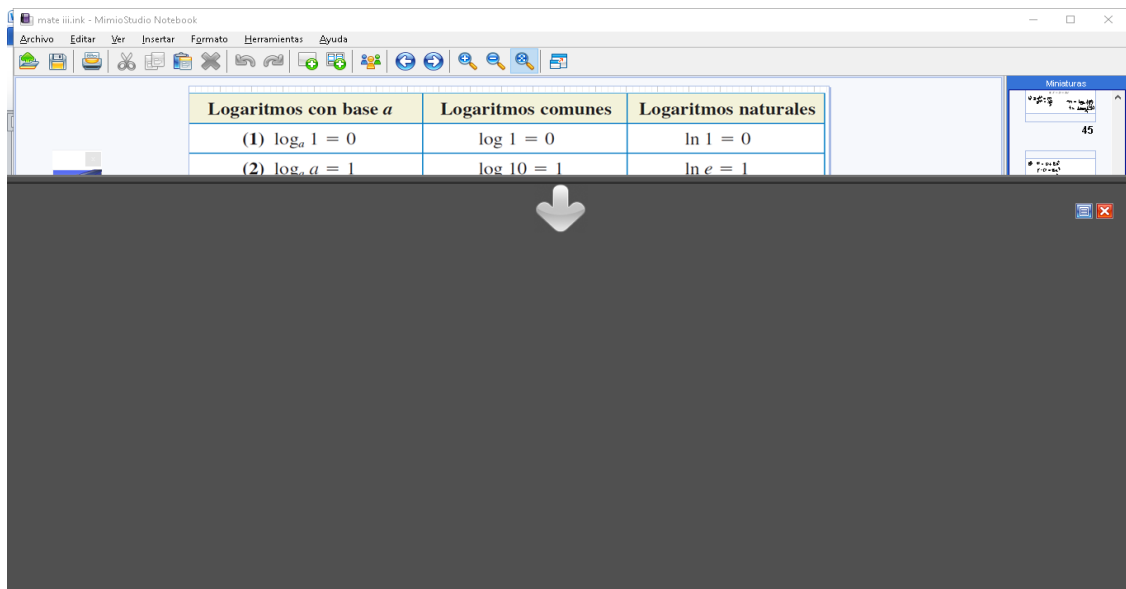 mate iii.ink - MimioStudio Notebook
Archivo Editar Ver Insertar Formato Herramientas Ayuda
Miniaturas
Logaritmos con base a Logaritmos comunes Logaritmos naturales
(1) logₐ 1 = 0 log 1 = 0 ln 1 = 0
45
(2) logₐ a = 1 log 10 = 1 ln e = 1